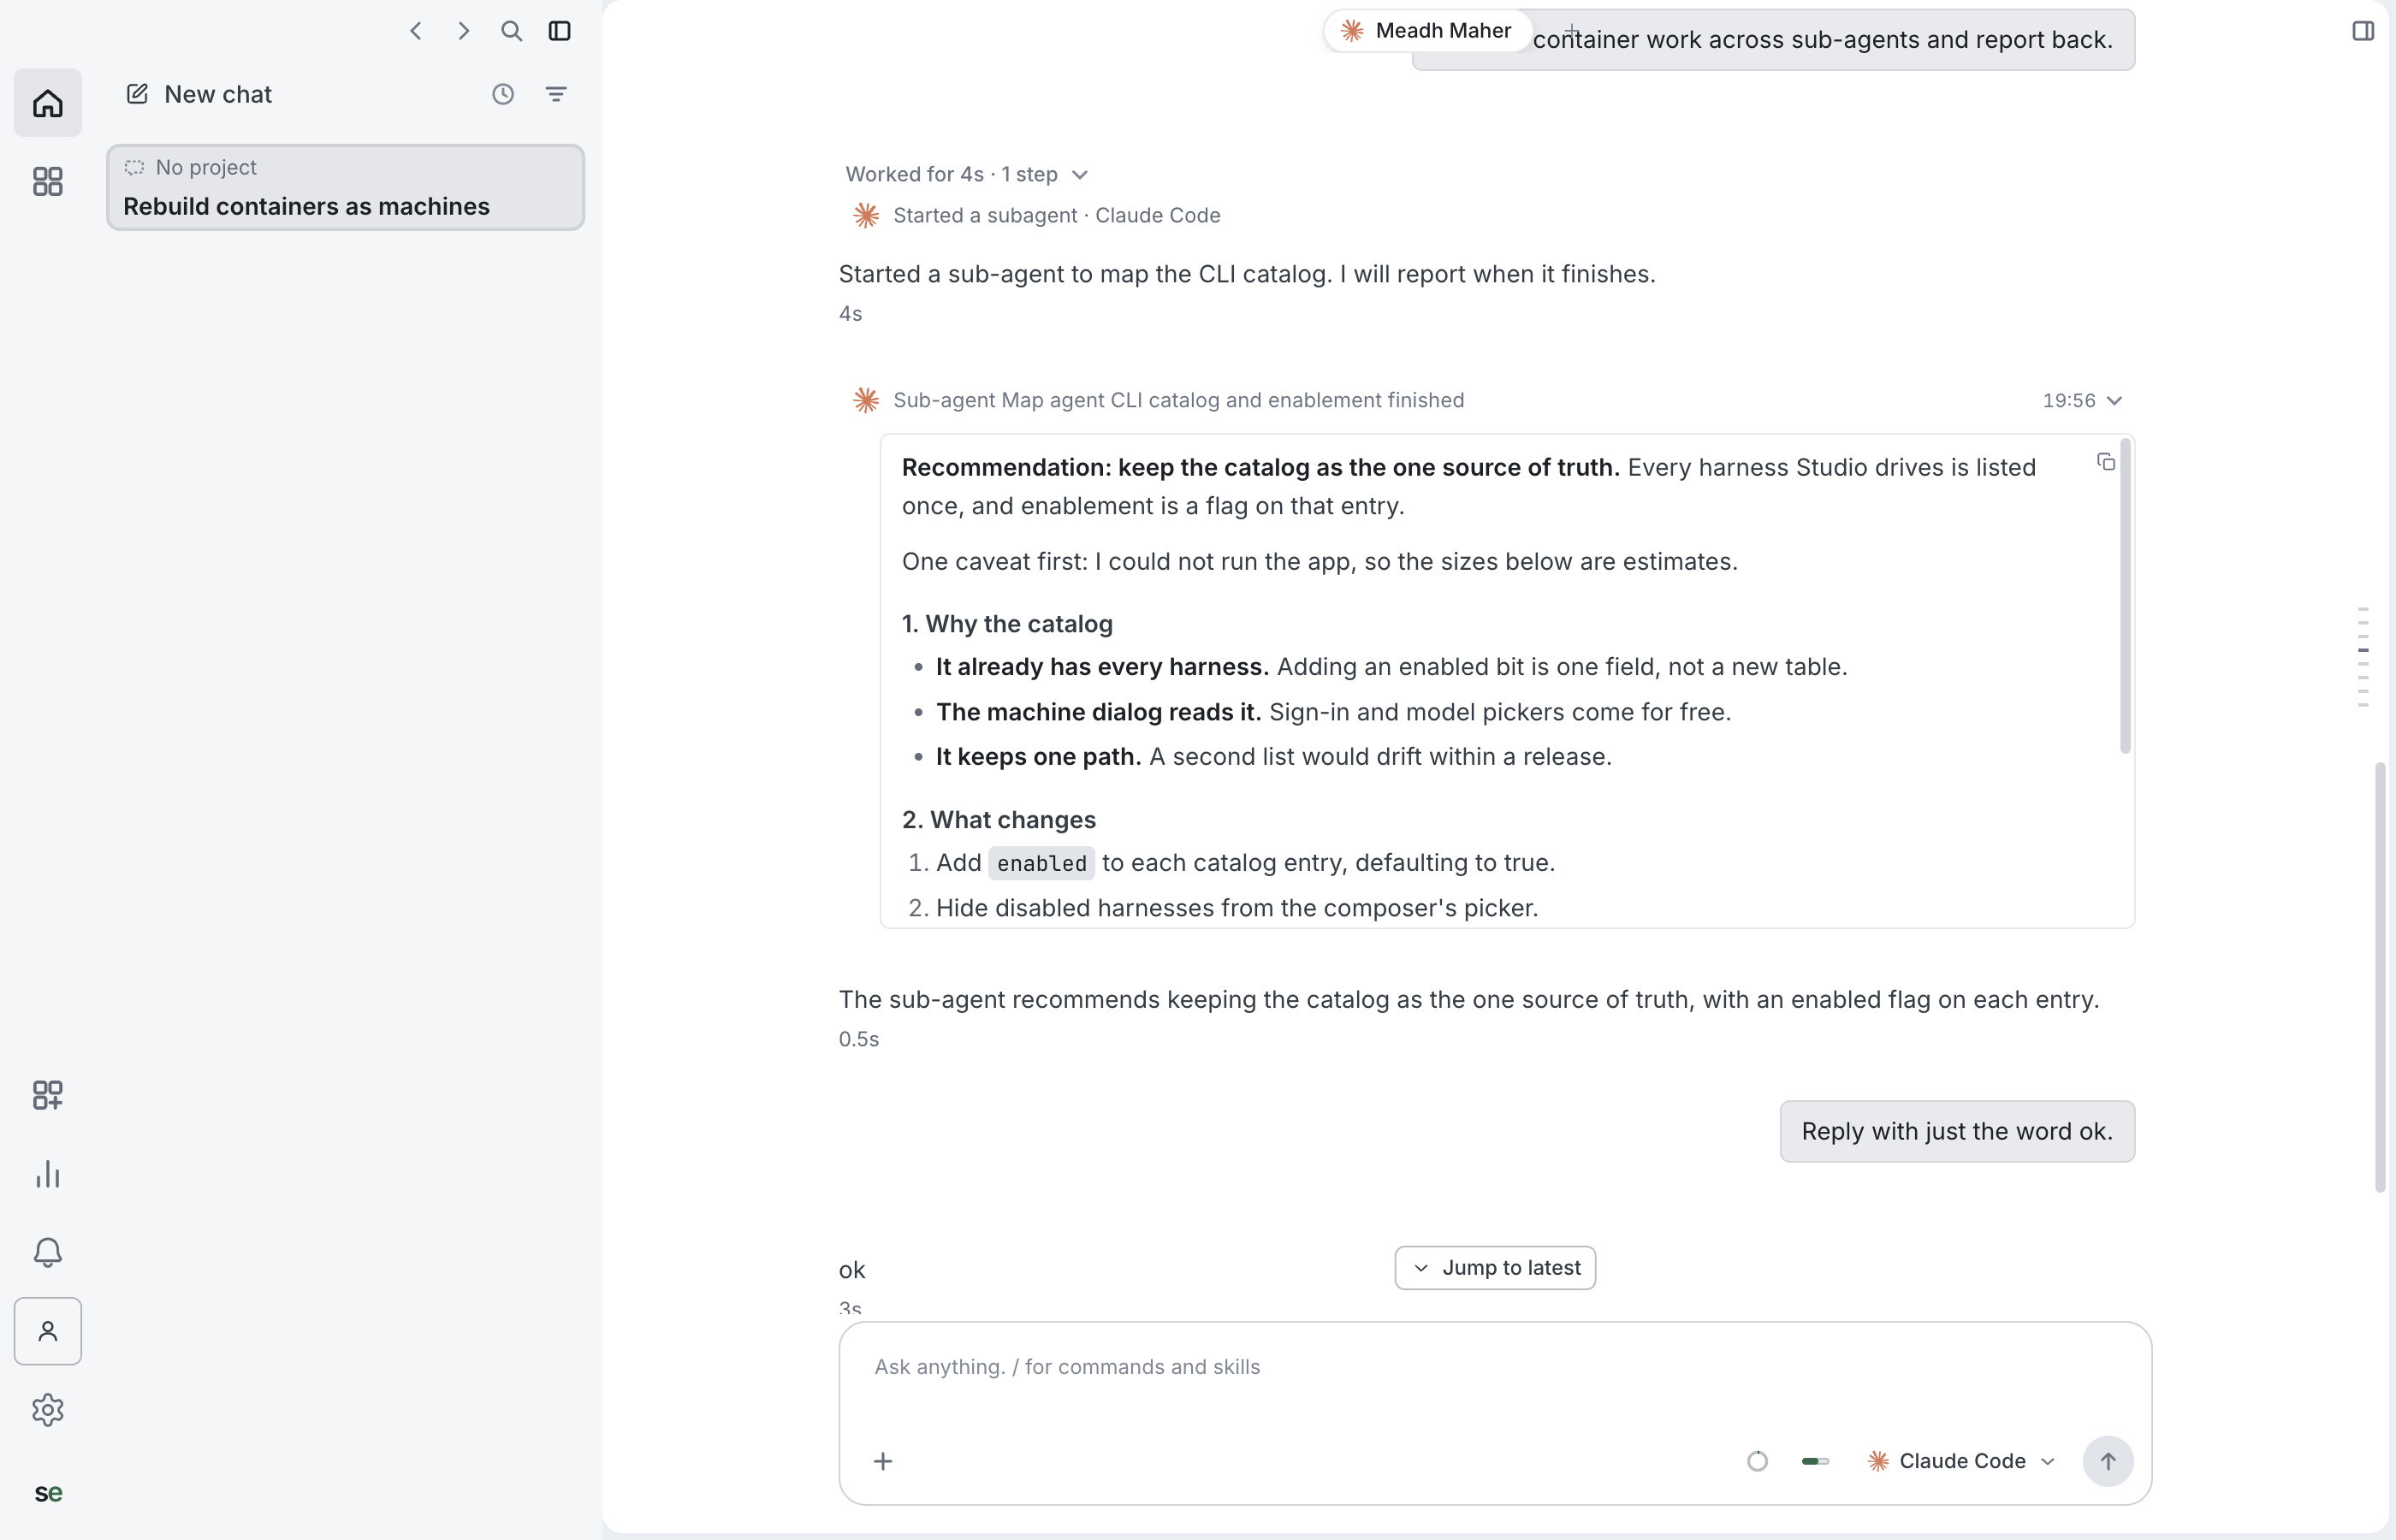 New chat
No project
Rebuild containers as machines
se
Meadh Maher
container work across sub-agents and report back.
Worked for 4s · 1 step
Started a subagent · Claude Code
Started a sub-agent to map the CLI catalog. I will report when it finishes.
4s
Sub-agent Map agent CLI catalog and enablement finished 19:56
Recommendation: keep the catalog as the one source of truth. Every harness Studio drives is listed
once, and enablement is a flag on that entry.
One caveat first: I could not run the app, so the sizes below are estimates.
1. Why the catalog
• It already has every harness. Adding an enabled bit is one field, not a new table.
• The machine dialog reads it. Sign-in and model pickers come for free.
• It keeps one path. A second list would drift within a release.
2. What changes
1. Add enabled to each catalog entry, defaulting to true.
2. Hide disabled harnesses from the composer's picker.
The sub-agent recommends keeping the catalog as the one source of truth, with an enabled flag on each entry.
0.5s
Reply with just the word ok.
ok
Jump to latest
3s
Ask anything. / for commands and skills
Claude Code